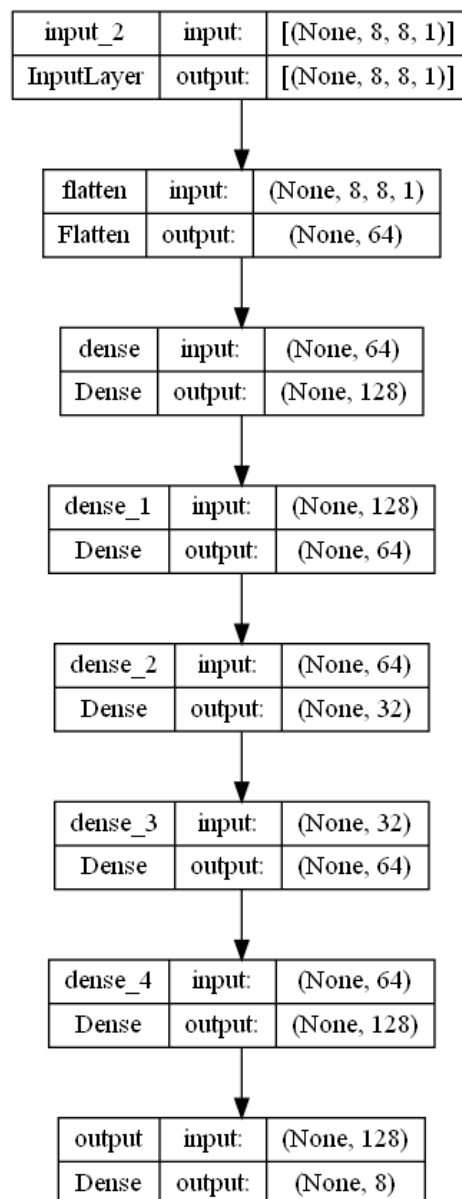 input_2 input: [(None, 8, 8, 1)]
InputLayer output: [(None, 8, 8, 1)]
flatten input: (None, 8, 8, 1)
Flatten output: (None, 64)
dense input: (None, 64)
Dense output: (None, 128)
dense_1 input: (None, 128)
Dense output: (None, 64)
dense_2 input: (None, 64)
Dense output: (None, 32)
dense_3 input: (None, 32)
Dense output: (None, 64)
dense_4 input: (None, 64)
Dense output: (None, 128)
output input: (None, 128)
Dense output: (None, 8)